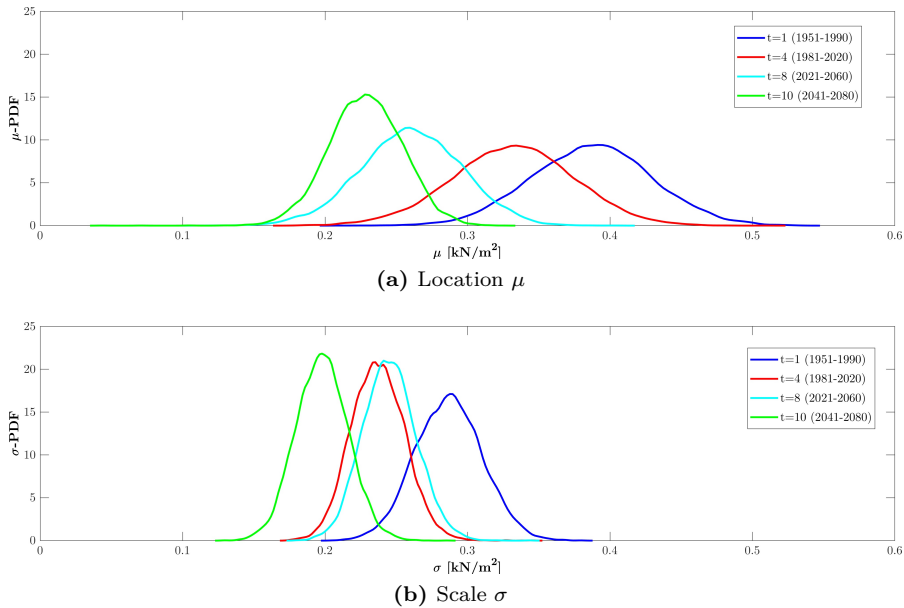 25
20
15
10
5
0
μ-PDF
t=1 (1951-1990)
t=4 (1981-2020)
t=8 (2021-2060)
t=10 (2041-2080)
0 0.1 0.2 0.3 0.4 0.5 0.6
μ [kN/m²]
(a) Location μ
25
20
15
10
5
0
σ-PDF
t=1 (1951-1990)
t=4 (1981-2020)
t=8 (2021-2060)
t=10 (2041-2080)
0 0.1 0.2 0.3 0.4 0.5 0.6
σ [kN/m²]
(b) Scale σ